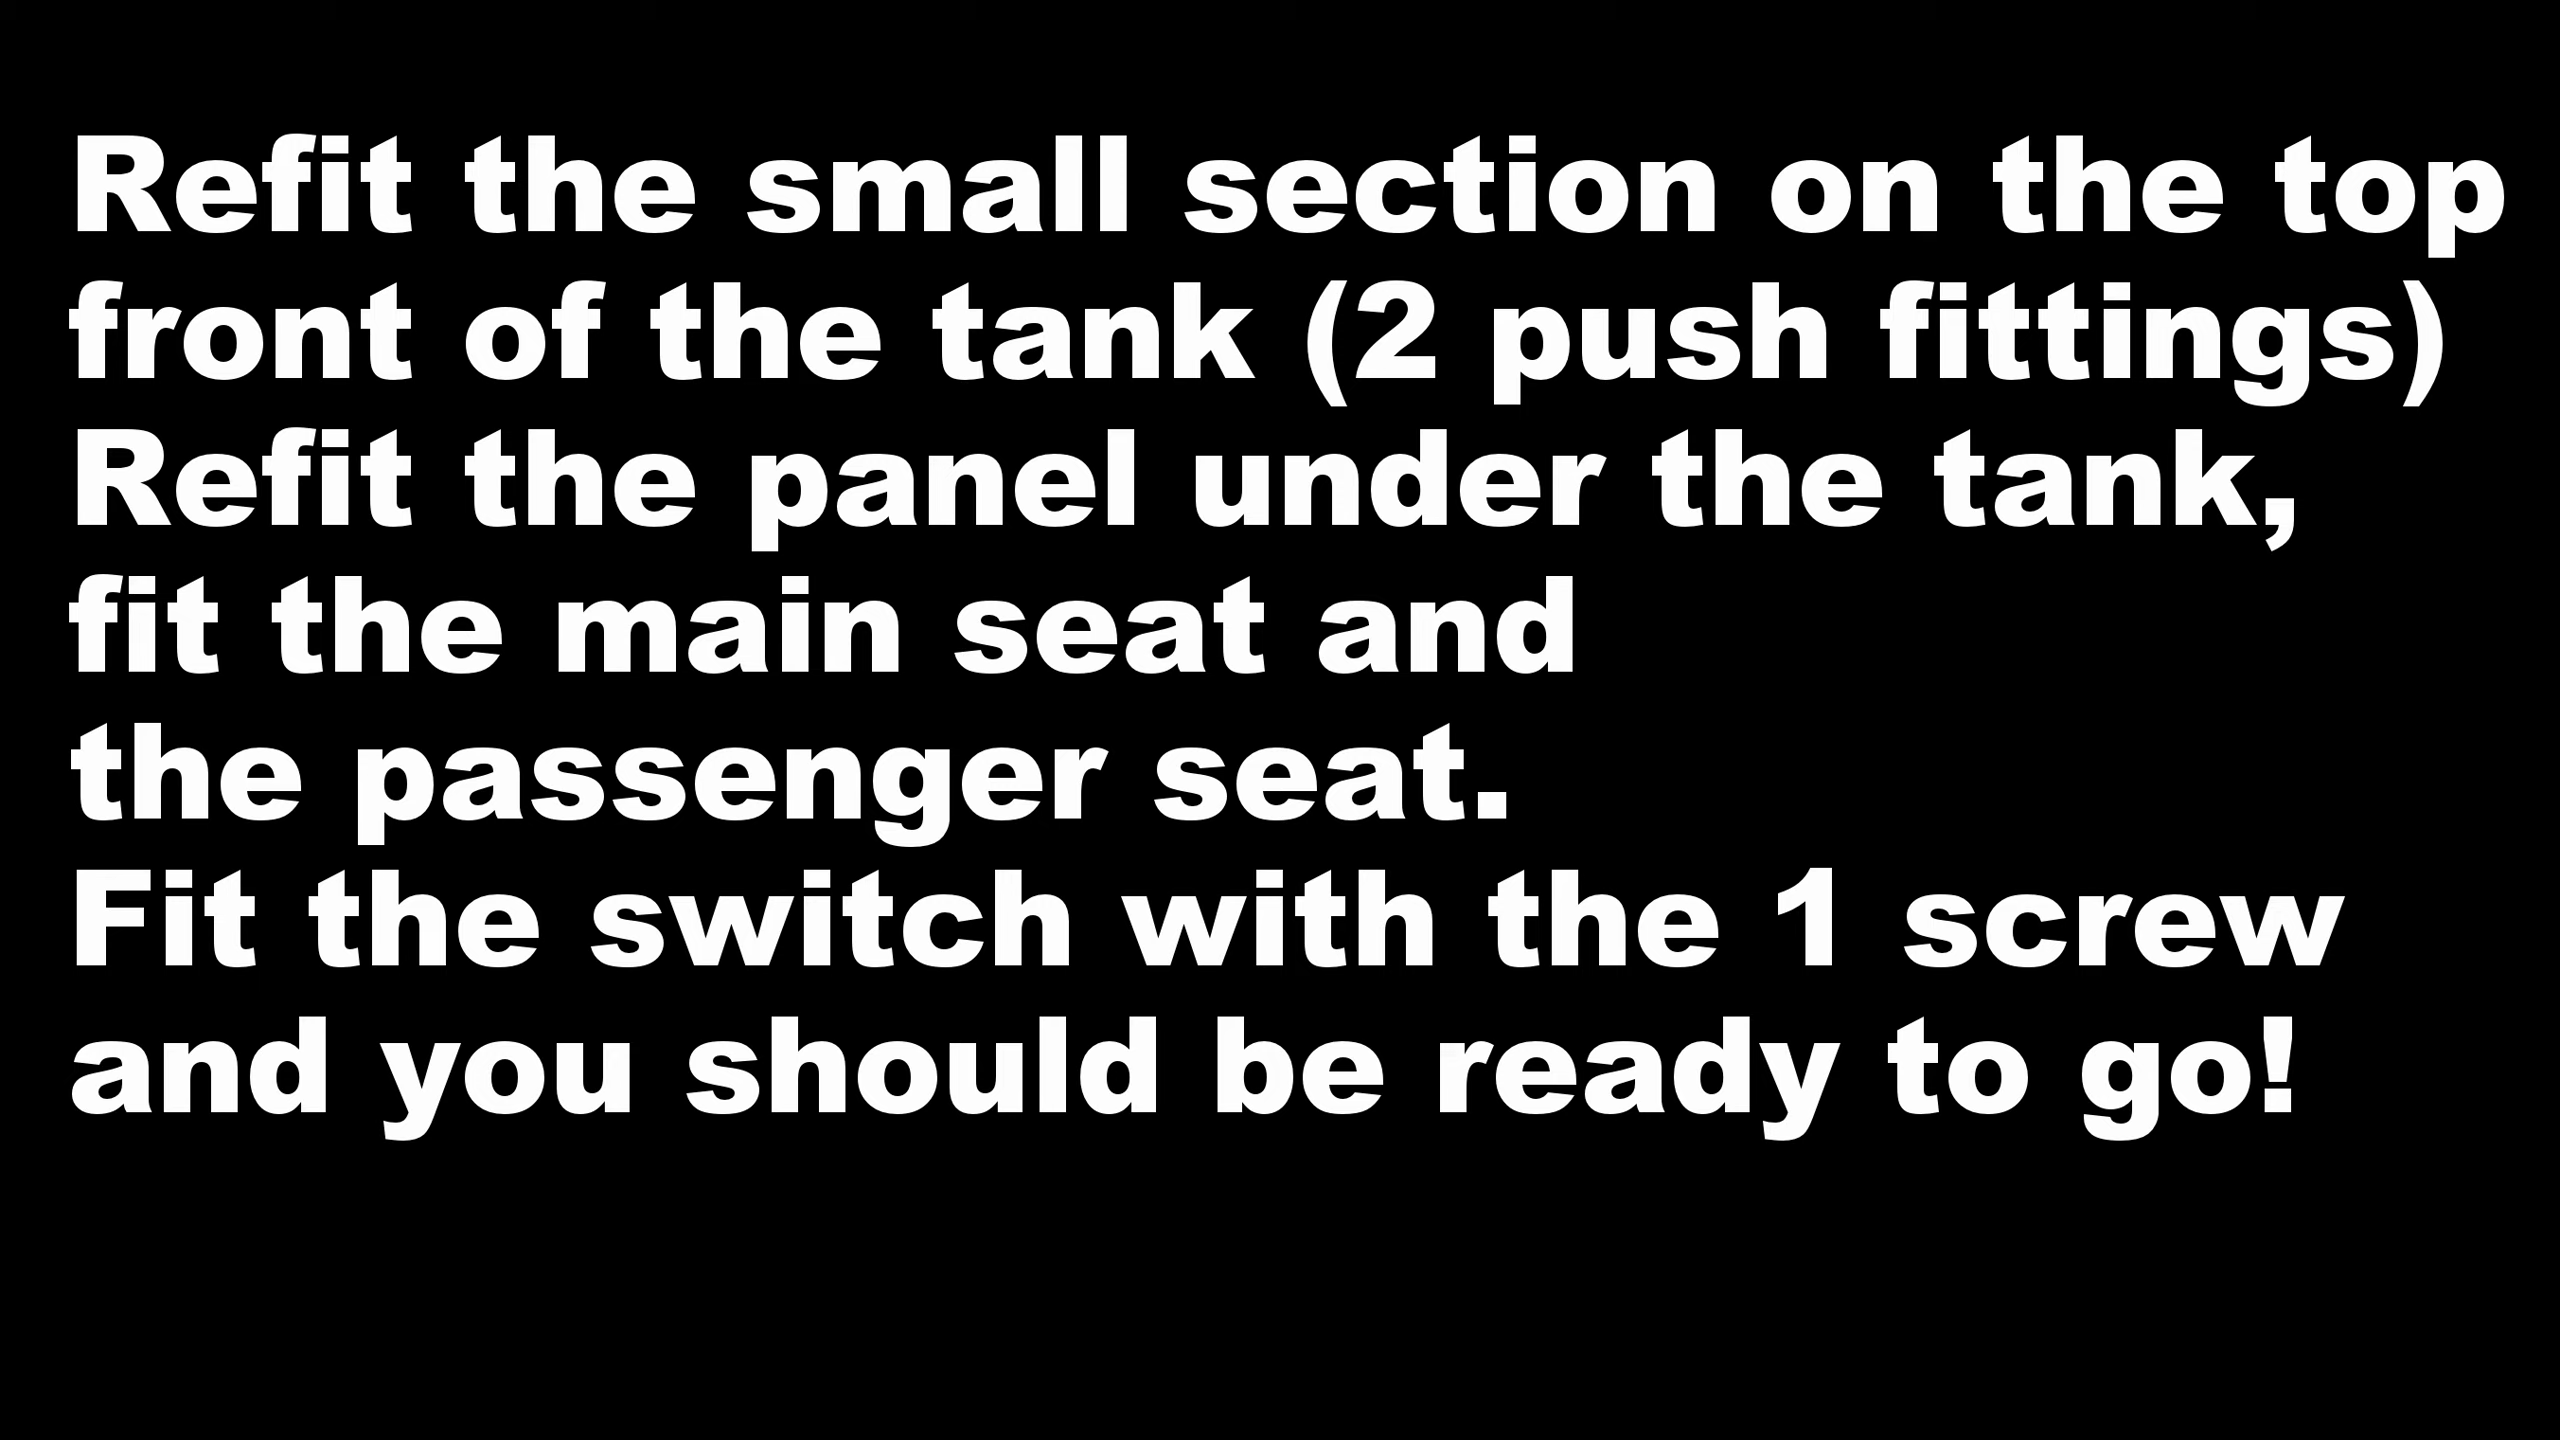 Refit the small section on the top
front of the tank (2 push fittings)
Refit the panel under the tank,
fit the main seat and
the passenger seat.
Fit the switch with the 1 screw
and you should be ready to go!